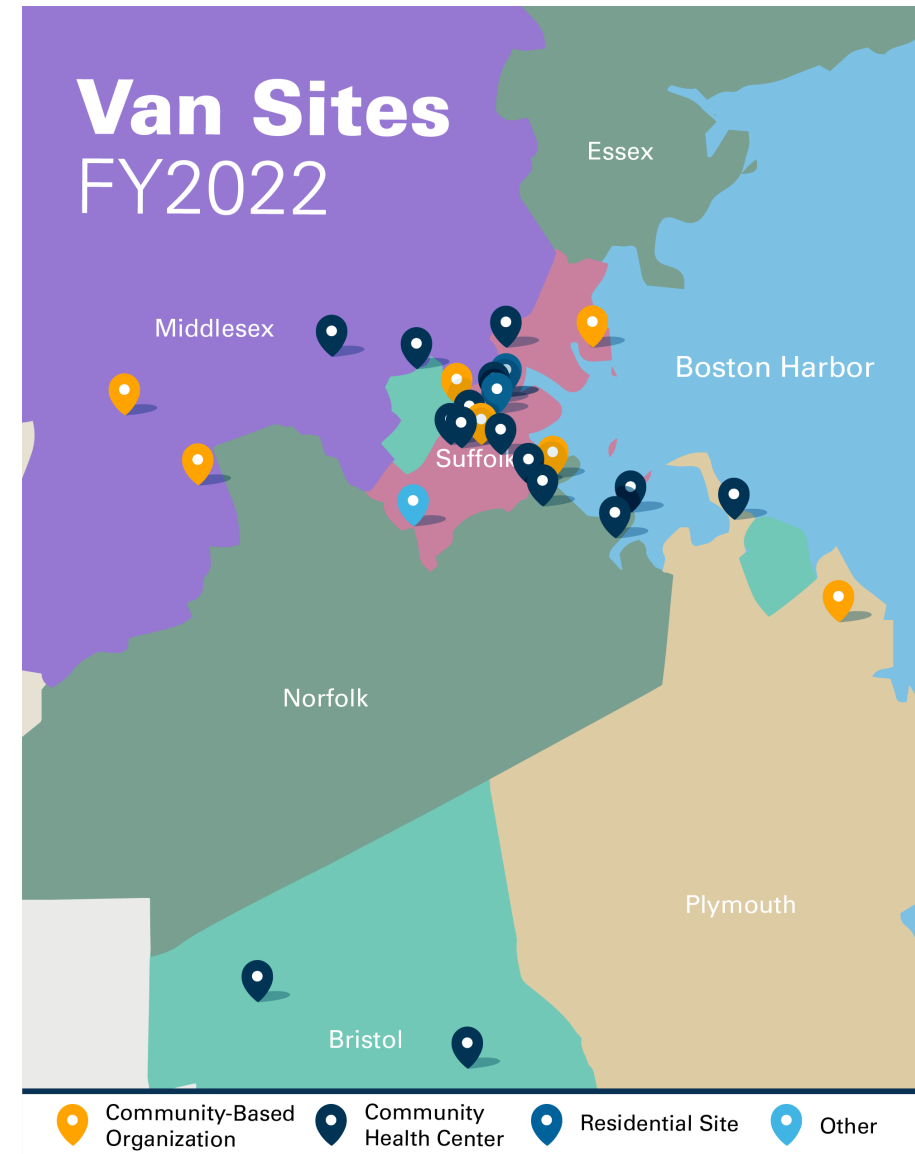 Van Sites
FY2022
Essex
Middlesex
Boston Harbor
Suffolk
Norfolk
Plymouth
Bristol
Community-Based
Organization
Community
Health Center
Residential Site
Other